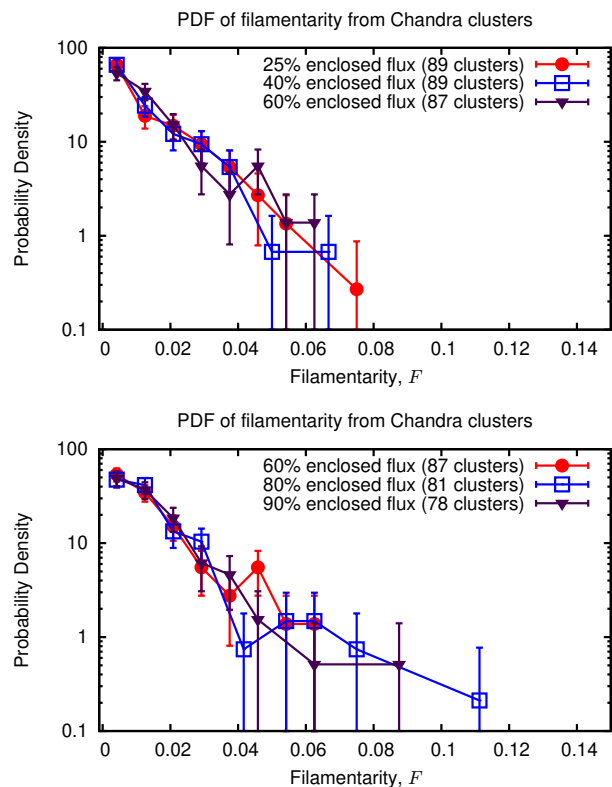 PDF of filamentarity from Chandra clusters
100
10
1
0.1
Probability Density
25% enclosed flux (89 clusters)
40% enclosed flux (89 clusters)
60% enclosed flux (87 clusters)
0 0.02 0.04 0.06 0.08 0.1 0.12 0.14
Filamentarity, F
PDF of filamentarity from Chandra clusters
100
10
1
0.1
Probability Density
60% enclosed flux (87 clusters)
80% enclosed flux (81 clusters)
90% enclosed flux (78 clusters)
0 0.02 0.04 0.06 0.08 0.1 0.12 0.14
Filamentarity, F